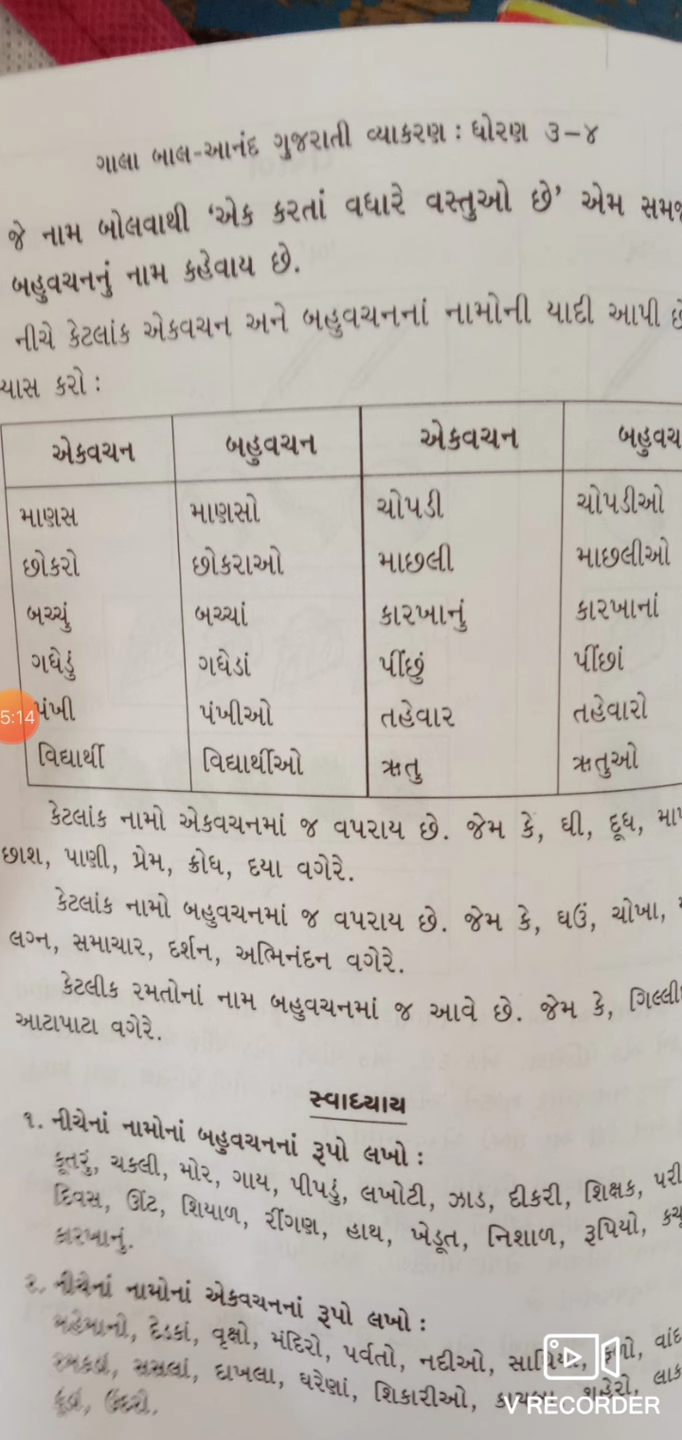 ગાલા બાલ-આનંદ ગુજરાતી વ્યાકરણ : ધોરણ ૩-૪
જે નામ બોલવાથી ‘એક કરતાં વધારે વસ્તુઓ છે’ એમ
બહુવચનનું નામ કહેવાય છે.
નીચે કેટલાંક એકવચન અને બહુવચનનાં નામોની યાદી આપી
કરો :
એકવચન બહુવચન એકવચન
માણસ માણસો ચોપડી ચોપડીઓ
છોકરો છોકરાઓ માછલી માછલીઓ
બચ્ચું બચ્ચાં કારખાનું કારખાનાં
ગધેડું ગધેડાં પીંછું પીંછાં
5:14 પંખી પંખીઓ તહેવાર તહેવારો
વિદ્યાર્થી વિદ્યાર્થીઓ ઋતુ ઋતુઓ
કેટલાંક નામો એકવચનમાં જ વપરાય છે. જેમ કે, ઘી, દૂધ,
છાશ, પાણી, પ્રેમ, ક્રોધ, દયા વગેરે.
કેટલાંક નામો બહુવચનમાં જ વપરાય છે. જેમ કે, ઘઉં, ચોખા,
લગ્ન, સમાચાર, દર્શન, અભિનંદન વગેરે.
કેટલીક રમતોનાં નામ બહુવચનમાં જ આવે છે. જેમ કે,
આટાપાટા વગેરે.
સ્વાધ્યાય
૧. નીચેનાં નામોનાં બહુવચનનાં રૂપો લખો :
કૂતરું, ચકલી, મોર, ગાય, પીપડું, લખોટી, ઝાડ, દીકરી, શિક્ષક,
દિવસ, ઊંટ, શિયાળ, રીંગણ, હાથ, ખેડૂત, નિશાળ, રૂપિયો,
કારખાનું.
૨. નીચેનાં નામોનાં એકવચનનાં રૂપો લખો :
મહેમાનો, દેડકાં, વૃક્ષો, મંદિરો, પર્વતો, નદીઓ,
રમકડાં, સસલાં, દાખલા, ઘરેણાં, શિકારીઓ, શહેરો,
ઉંદરો.
V RECORDER